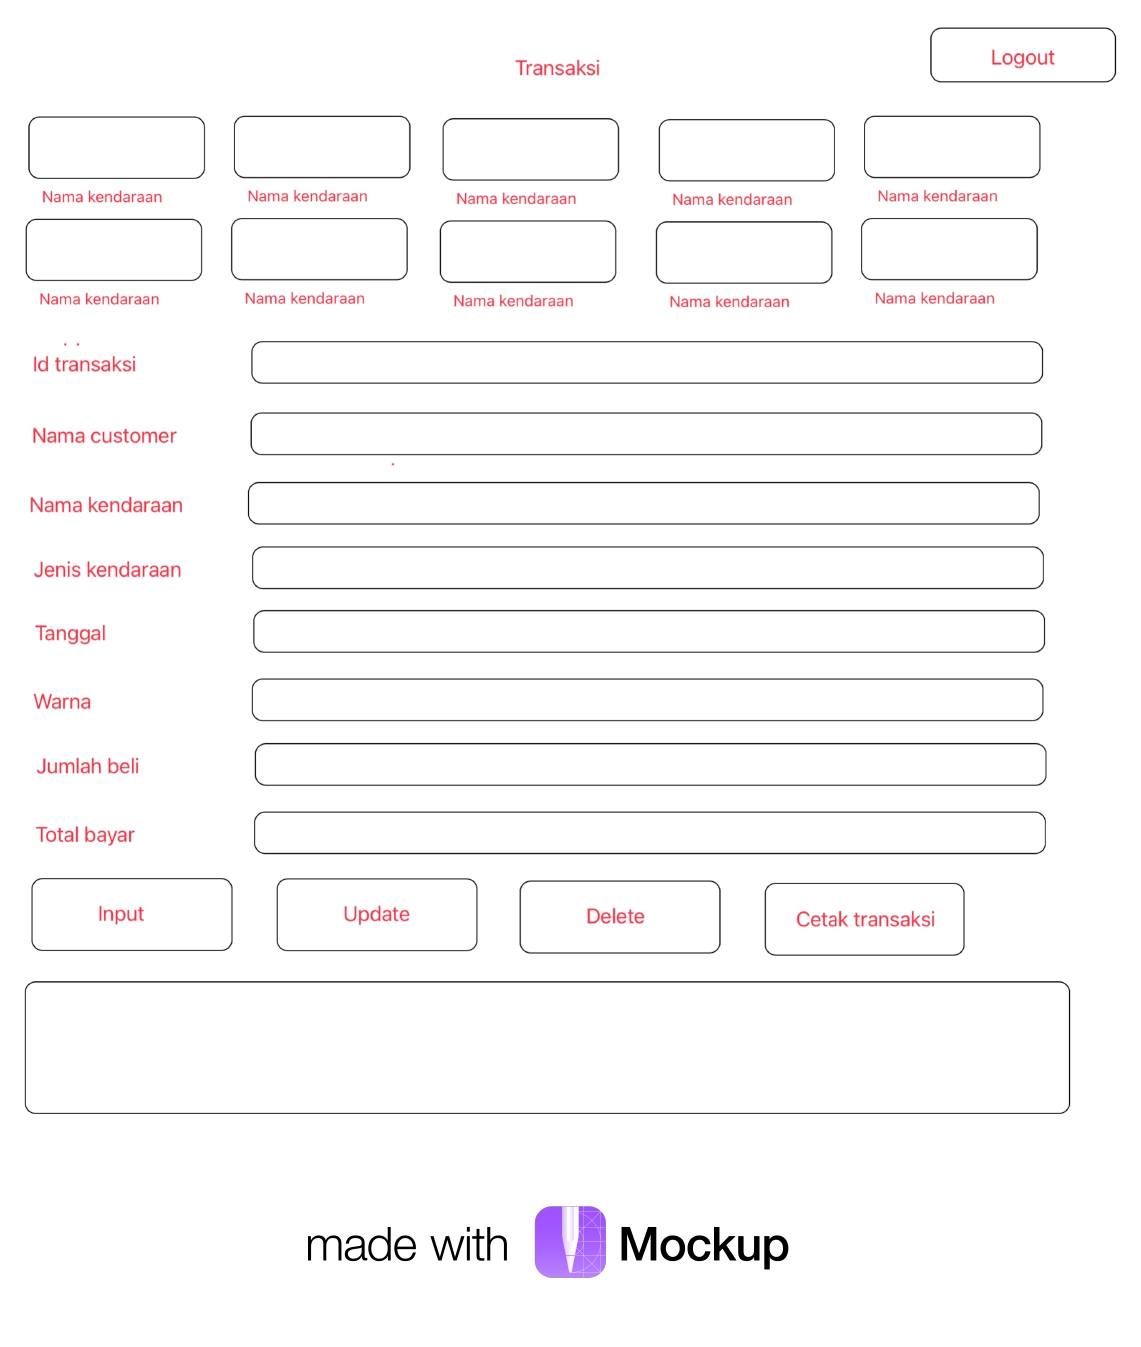 Transaksi
Logout
Nama kendaraan
Nama kendaraan
Nama kendaraan
Nama kendaraan
Nama kendaraan
Nama kendaraan
Nama kendaraan
Nama kendaraan
Nama kendaraan
Nama kendaraan
Id transaksi
Nama customer
Nama kendaraan
Jenis kendaraan
Tanggal
Warna
Jumlah beli
Total bayar
Input
Update
Delete
Cetak transaksi
made with Mockup